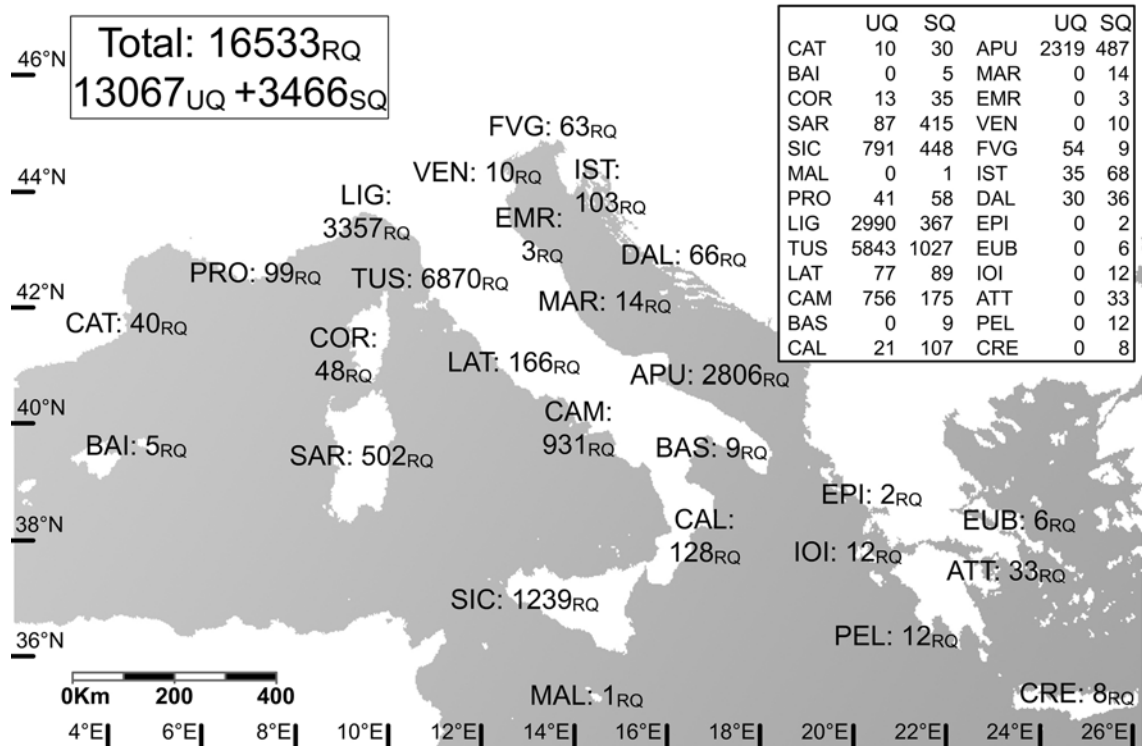 Total: 16533RQ
13067UQ +3466SQ
UQ SQ UQ SQ
CAT 10 30 APU 2319 487
BAI 0 5 MAR 0 14
COR 13 35 EMR 0 3
SAR 87 415 VEN 0 10
SIC 791 448 FVG 54 9
MAL 0 1 IST 35 68
PRO 41 58 DAL 30 36
LIG 2990 367 EPI 0 2
TUS 5843 1027 EUB 0 6
LAT 77 89 IOI 0 12
CAM 756 175 ATT 0 33
BAS 0 9 PEL 0 12
CAL 21 107 CRE 0 8
46°N
44°N
42°N
40°N
38°N
36°N
FVG: 63RQ
VEN: 10RQ
IST:
103RQ
LIG:
3357RQ
EMR:
3RQ
DAL: 66RQ
PRO: 99RQ
TUS: 6870RQ
MAR: 14RQ
CAT: 40RQ
COR:
48RQ
LAT: 166RQ
APU: 2806RQ
CAM:
931RQ
BAI: 5RQ
SAR: 502RQ
BAS: 9RQ
EPI: 2RQ
CAL:
128RQ
EUB: 6RQ
IOI: 12RQ
ATT: 33RQ
SIC: 1239RQ
PEL: 12RQ
MAL: 1RQ
CRE: 8RQ
0Km 200 400
4°E 6°E 8°E 10°E 12°E 14°E 16°E 18°E 20°E 22°E 24°E 26°E